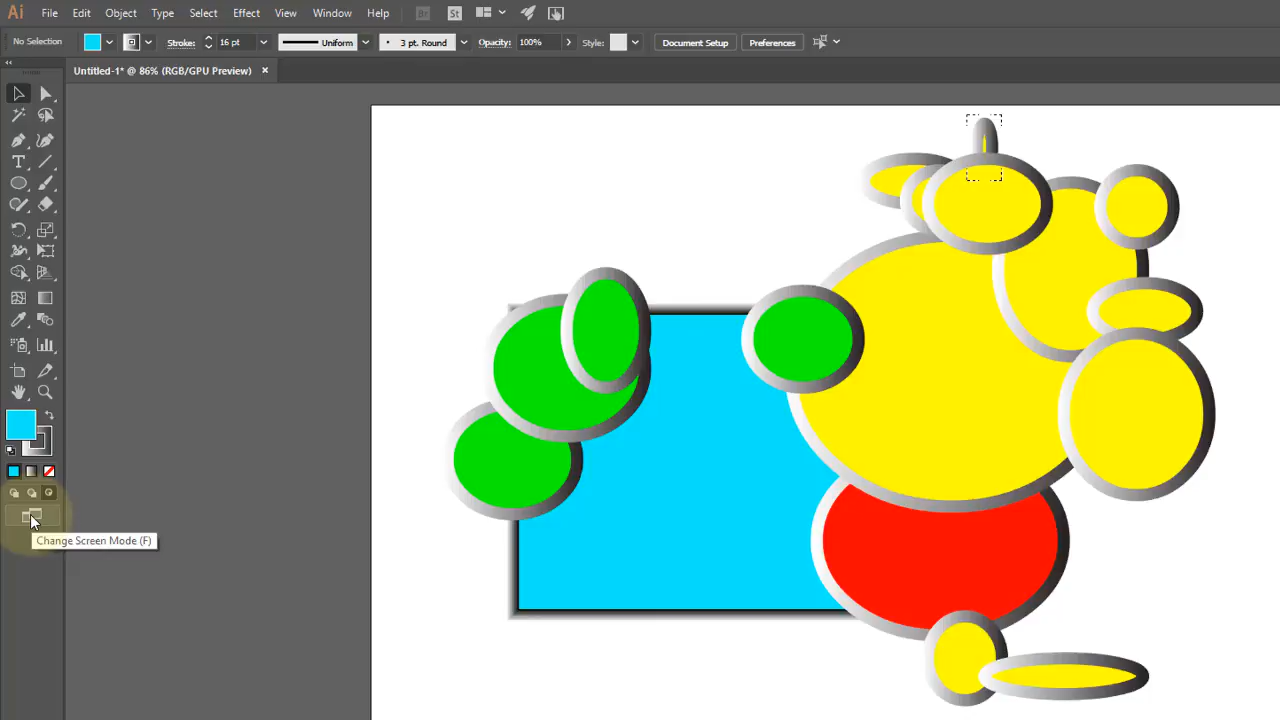 Ai File Edit Object Type Select Effect View Window Help Br St
No Selection Stroke: 16 pt Uniform 3 pt. Round Opacity: 100% Style: Document Setup Preferences
Untitled-1* @ 86% (RGB/GPU Preview) ×
T
Change Screen Mode (F)